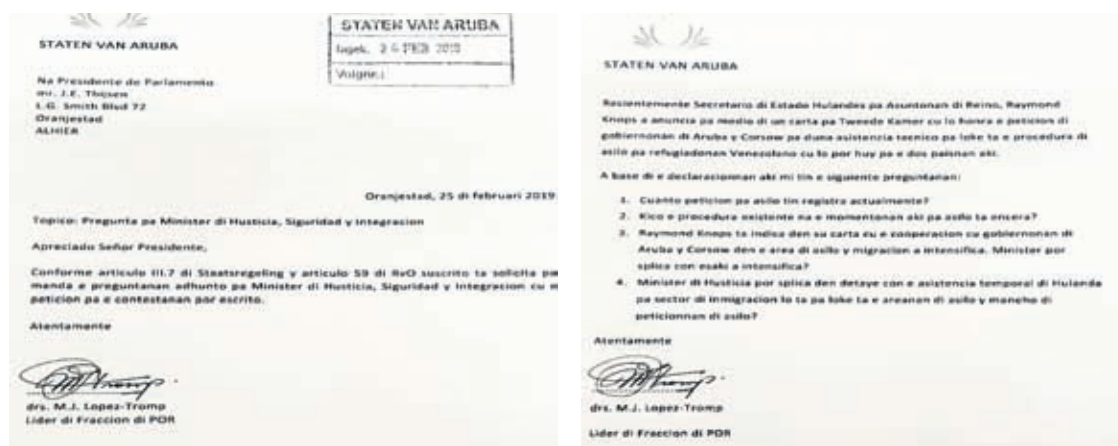 STATEN VAN ARUBA
STATEN VAN ARUBA
Ingek. 26 FEB 2019
Volgnr.:
Na Presidente de Parlamento
mr. J.E. Thijsen
L.G. Smith Blvd 72
Oranjestad
ALHIER
Oranjestad, 25 di februari 2019
Topico: Pregunta pa Minister di Husticia, Siguridad y Integracion
Apreciado Señor Presidente,
Conforme articulo III.7 di Staatsregeling y articulo 59 di RvO suscrito ta solicita pa
manda e preguntanan adhunto pa Minister di Husticia, Siguridad y Integracion cu
peticion pa e contestanan por escrito.
Atentamente
drs. M.J. Lopez-Tromp
Lider di Fraccion di POR
STATEN VAN ARUBA
Recientemente Secretario di Estado Hulandes pa Asuntonan di Reino, Raymond
Knops a anuncia pa medio di un carta pa Tweede Kamer cu lo honra e peticion di
gobiernonan di Aruba y Corsow pa duna asistencia tecnico pa loke ta e procedura di
asilo pa refugiadonan Venezolano cu lo por huy pa e dos paisnan aki.
A base di e declaracionnan aki mi tin e siguiente preguntanan:
1. Cuanto peticion pa asilo tin registra actualmente?
2. Kico e procedura existente na e momentonan aki pa asilo ta encera?
3. Raymond Knops ta indica den su carta cu e cooperacion cu gobiernonan di
Aruba y Corsow den e area di asilo y migracion a intensifica. Minister por
splica con esaki a intensifica?
4. Minister di Husticia por splica den detaye con e asistencia temporal di Hulanda
pa sector di inmigracion lo ta pa loke ta e areanan di asilo y maneho di
peticionnan di asilo?
Atentamente
drs. M.J. Lopez-Tromp
Lider di Fraccion di POR